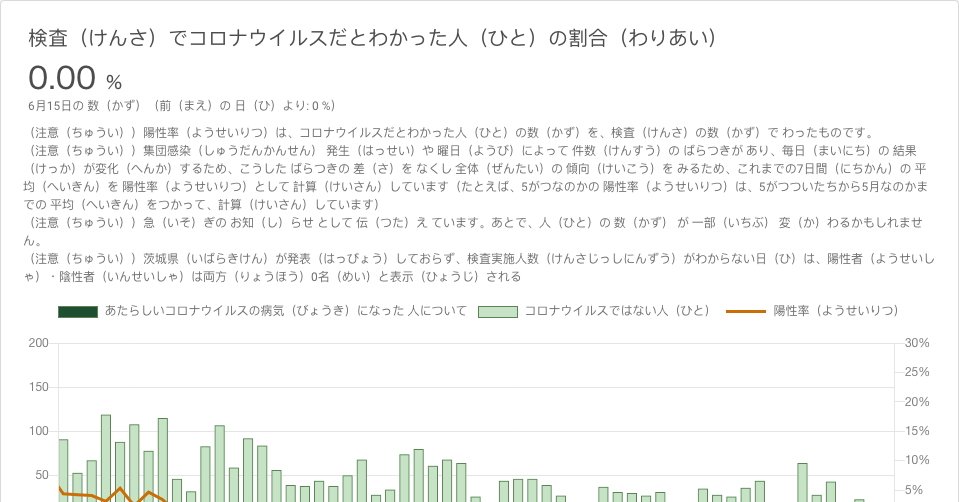 検査（けんさ）でコロナウイルスだとわかった人（ひと）の割合（わりあい）
0.00 %
6月15日の 数（かず）（前（まえ）の 日（ひ）より: 0 %）
（注意（ちゅうい））陽性率（ようせいりつ）は、コロナウイルスだとわかった人（ひと）の数（かず）を、検査（けんさ）の数（かず）で わったものです。
（注意（ちゅうい））集団感染（しゅうだんかんせん） 発生（はっせい）や 曜日（ようび）によって 件数（けんすう）の ばらつきが あり、毎日（まいにち）の 結果
（けっか）が変化（へんか）するため、こうした ばらつきの 差（さ）を なくし 全体（ぜんたい）の 傾向（けいこう）を みるため、これまでの7日間（にちかん）の 平
均（へいきん）を 陽性率（ようせいりつ）として 計算（けいさん）しています（たとえば、5がつなのかの 陽性率（ようせいりつ）は、5がつついたちから5月なのかま
での 平均（へいきん）をつかって、計算（けいさん）しています）
（注意（ちゅうい））急（いそ）ぎの お知（し）らせ として 伝（つた）え ています。あとで、人（ひと）の 数（かず） が 一部（いちぶ） 変（か）わるかもしれませ
ん。
（注意（ちゅうい））茨城県（いばらきけん）が発表（はっぴょう）しておらず、検査実施人数（けんさじっしにんずう）がわからない日（ひ）は、陽性者（ようせいし
ゃ）・陰性者（いんせいしゃ）は両方（りょうほう）0名（めい）と表示（ひょうじ）される
あたらしいコロナウイルスの病気（びょうき）になった 人について コロナウイルスではない人（ひと） 陽性率（ようせいりつ）
200 30%
25%
150
20%
100 15%
10%
50
5%